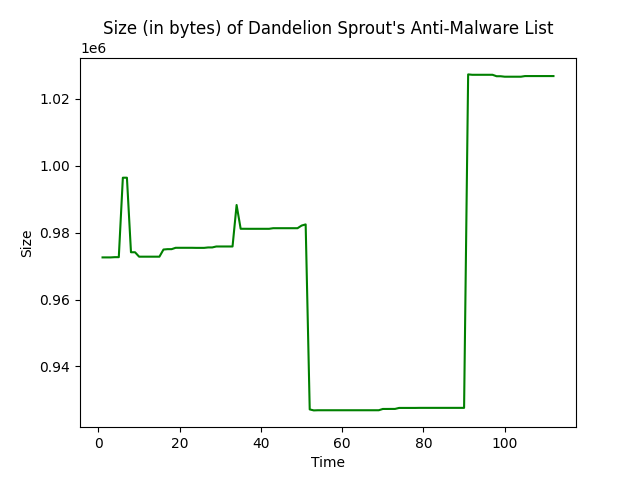 Size (in bytes) of Dandelion Sprout's Anti-Malware List
1e6
1.02
1.00
0.98
0.96
0.94
Size
0 20 40 60 80 100
Time